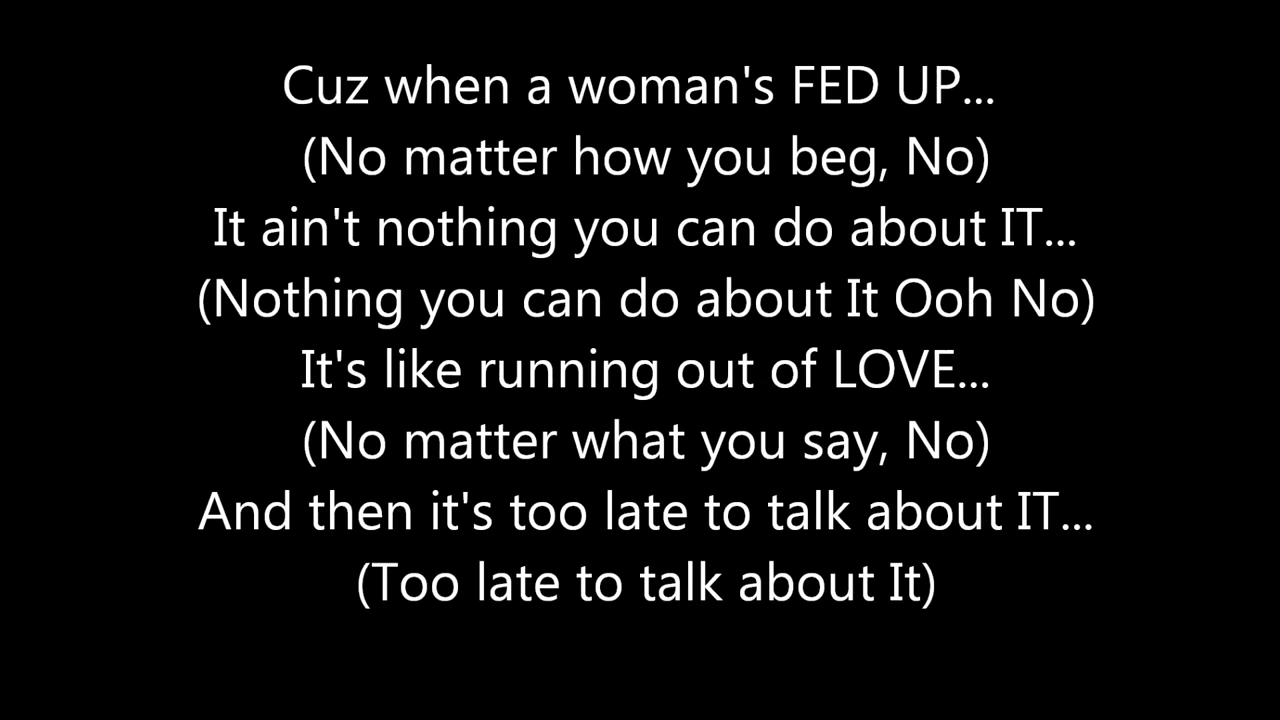 Cuz when a woman's FED UP...
(No matter how you beg, No)
It ain't nothing you can do about IT...
(Nothing you can do about It Ooh No)
It's like running out of LOVE...
(No matter what you say, No)
And then it's too late to talk about IT...
(Too late to talk about It)